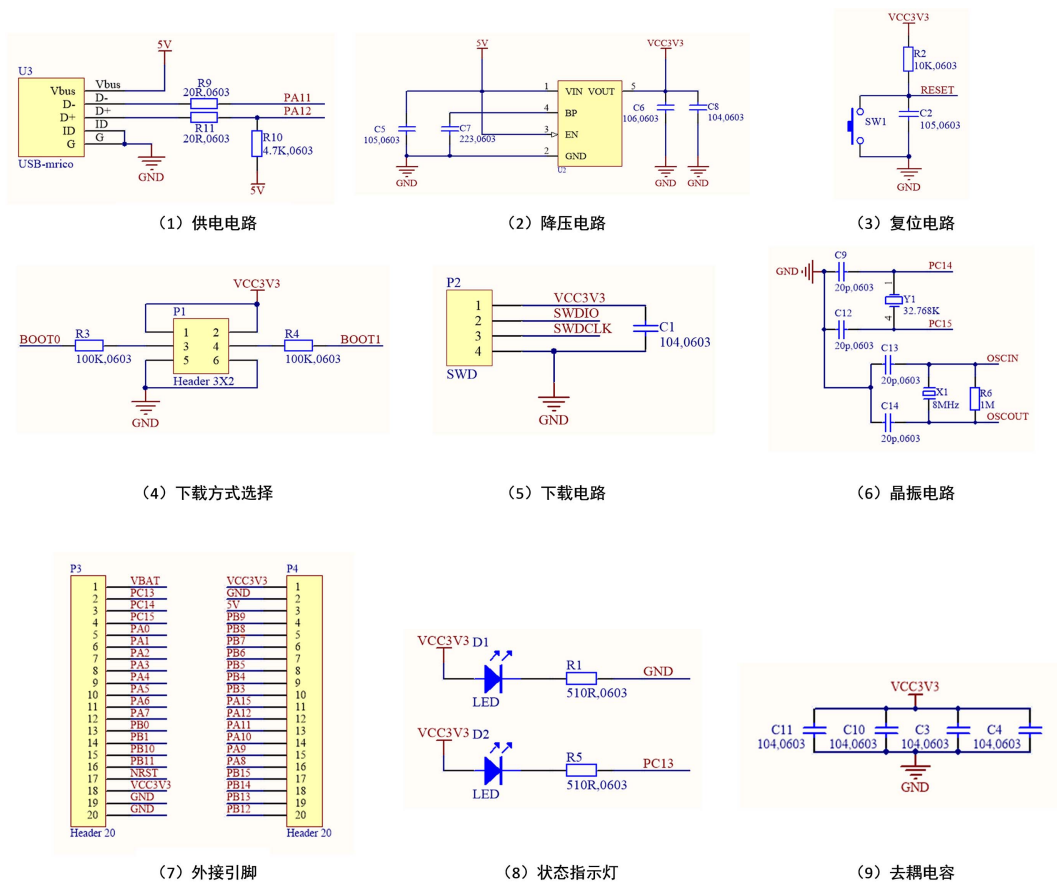 5V
U3
Vbus
Vbus
D-
D-
R9
20R,0603
PA11
D+
D+
R11
20R,0603
PA12
ID
ID
G
G
R10
4.7K,0603
USB-mrico
GND
5V
(1)供电电路
5V
VCC3V3
1
VIN
VOUT
5
4
BP
3
EN
2
GND
U2
C5
105,0603
C7
223,0603
C6
106,0603
C8
104,0603
GND
GND
GND
(2)降压电路
VCC3V3
R2
10K,0603
RESET
SW1
C2
105,0603
GND
(3)复位电路
VCC3V3
P1
BOOT0
R3
100K,0603
1
2
3
4
5
6
R4
100K,0603
BOOT1
Header 3X2
GND
(4)下载方式选择
P2
1
VCC3V3
2
SWDIO
3
SWDCLK
4
C1
104,0603
SWD
GND
(5)下载电路
GND
C9
20p,0603
PC14
1
Y1
32.768K
4
C12
20p,0603
PC15
C13
20p,0603
OSCIN
X1
8MHz
R6
1M
C14
20p,0603
OSCOUT
(6)晶振电路
P3
1
VBAT
2
PC13
3
PC14
4
PC15
5
PA0
6
PA1
7
PA2
8
PA3
9
PA4
10
PA5
11
PA6
12
PA7
13
PB0
14
PB1
15
PB10
16
PB11
17
NRST
18
VCC3V3
19
GND
20
GND
Header 20
P4
VCC3V3
1
GND
2
5V
3
PB9
4
PB8
5
PB7
6
PB6
7
PB5
8
PB4
9
PB3
10
PA15
11
PA12
12
PA11
13
PA10
14
PA9
15
PA8
16
PB15
17
PB14
18
PB13
19
PB12
20
Header 20
(7)外接引脚
VCC3V3
D1
LED
R1
510R,0603
GND
VCC3V3
D2
LED
R5
510R,0603
PC13
(8)状态指示灯
VCC3V3
C11
104,0603
C10
104,0603
C3
104,0603
C4
104,0603
GND
(9)去耦电容